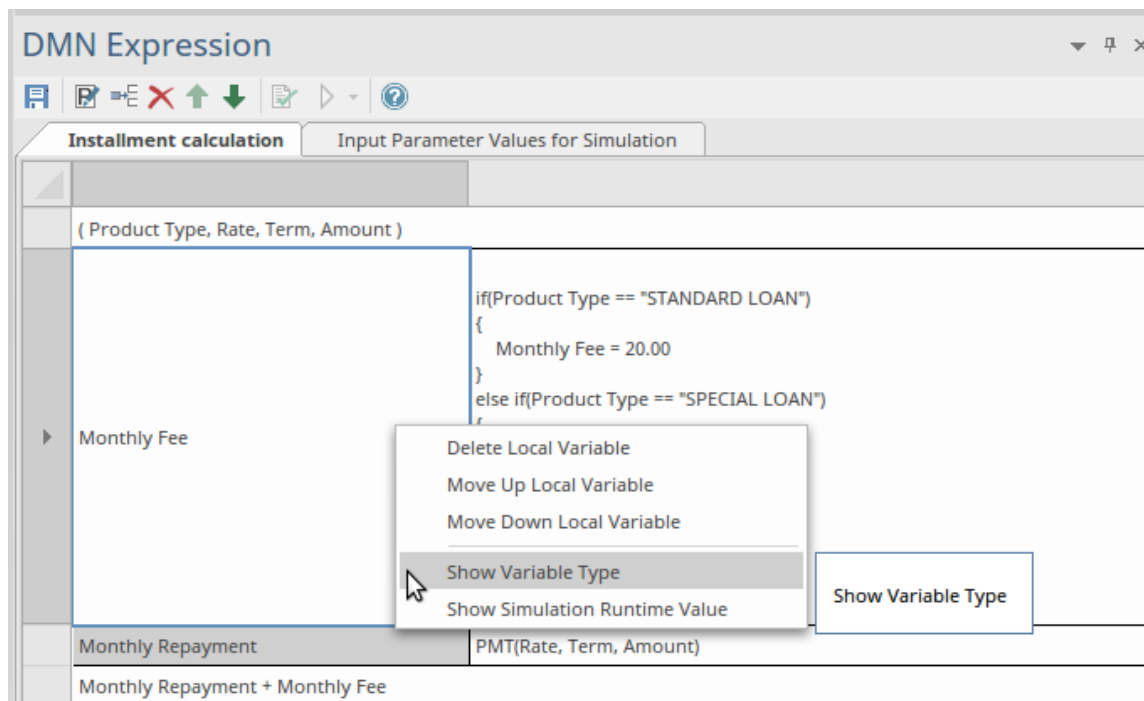 DMN Expression
Installment calculation
Input Parameter Values for Simulation
( Product Type, Rate, Term, Amount )
Monthly Fee
if(Product Type == "STANDARD LOAN")
{
Monthly Fee = 20.00
}
else if(Product Type == "SPECIAL LOAN")
Delete Local Variable
Move Up Local Variable
Move Down Local Variable
Show Variable Type
Show Simulation Runtime Value
Show Variable Type
Monthly Repayment
PMT(Rate, Term, Amount)
Monthly Repayment + Monthly Fee